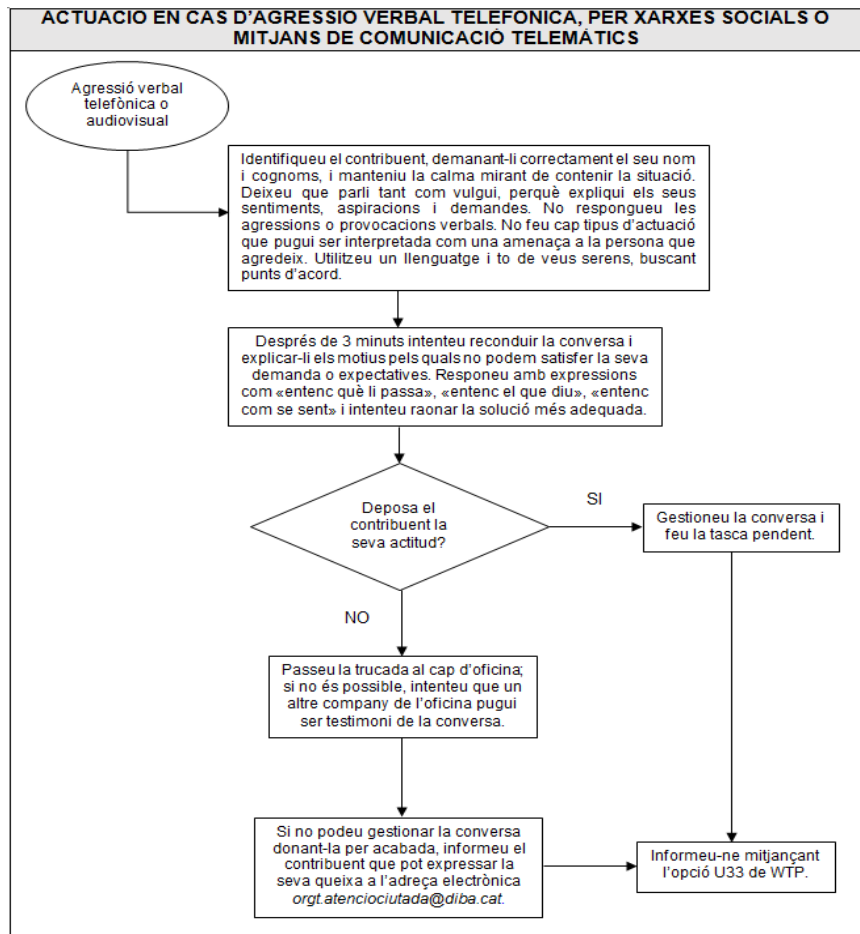 ACTUACIÓ EN CAS D'AGRESSIÓ VERBAL TELEFÒNICA, PER XARXES SOCIALS O
MITJANS DE COMUNICACIÓ TELEMÀTICS
Agressió verbal
telefònica o
audiovisual
Identifiqueu el contribuent, demanant-li correctament el seu nom
i cognoms, i manteniu la calma mirant de contenir la situació.
Deixeu que parli tant com vulgui, perquè expliqui els seus
sentiments, aspiracions i demandes. No respongueu les
agressions o provocacions verbals. No feu cap tipus d'actuació
que pugui ser interpretada com una amenaça a la persona que
agredeix. Utilitzeu un llenguatge i to de veus serens, buscant
punts d'acord.
Després de 3 minuts intenteu reconduir la conversa i
explicar-li els motius pels quals no podem satisfer la seva
demanda o expectatives. Responeu amb expressions
com «entenc què li passa», «entenc el que diu», «entenc
com se sent» i intenteu raonar la solució més adequada.
Deposa el
contribuent la
seva actitud?
SI
Gestioneu la conversa i
feu la tasca pendent.
NO
Passeu la trucada al cap d'oficina;
si no és possible, intenteu que un
altre company de l'oficina pugui
ser testimoni de la conversa.
Si no podeu gestionar la conversa
donant-la per acabada, informeu el
contribuent que pot expressar la
seva queixa a l'adreça electrònica
orgt.atenciociutada@diba.cat.
Informeu-ne mitjançant
l'opció U33 de WTP.